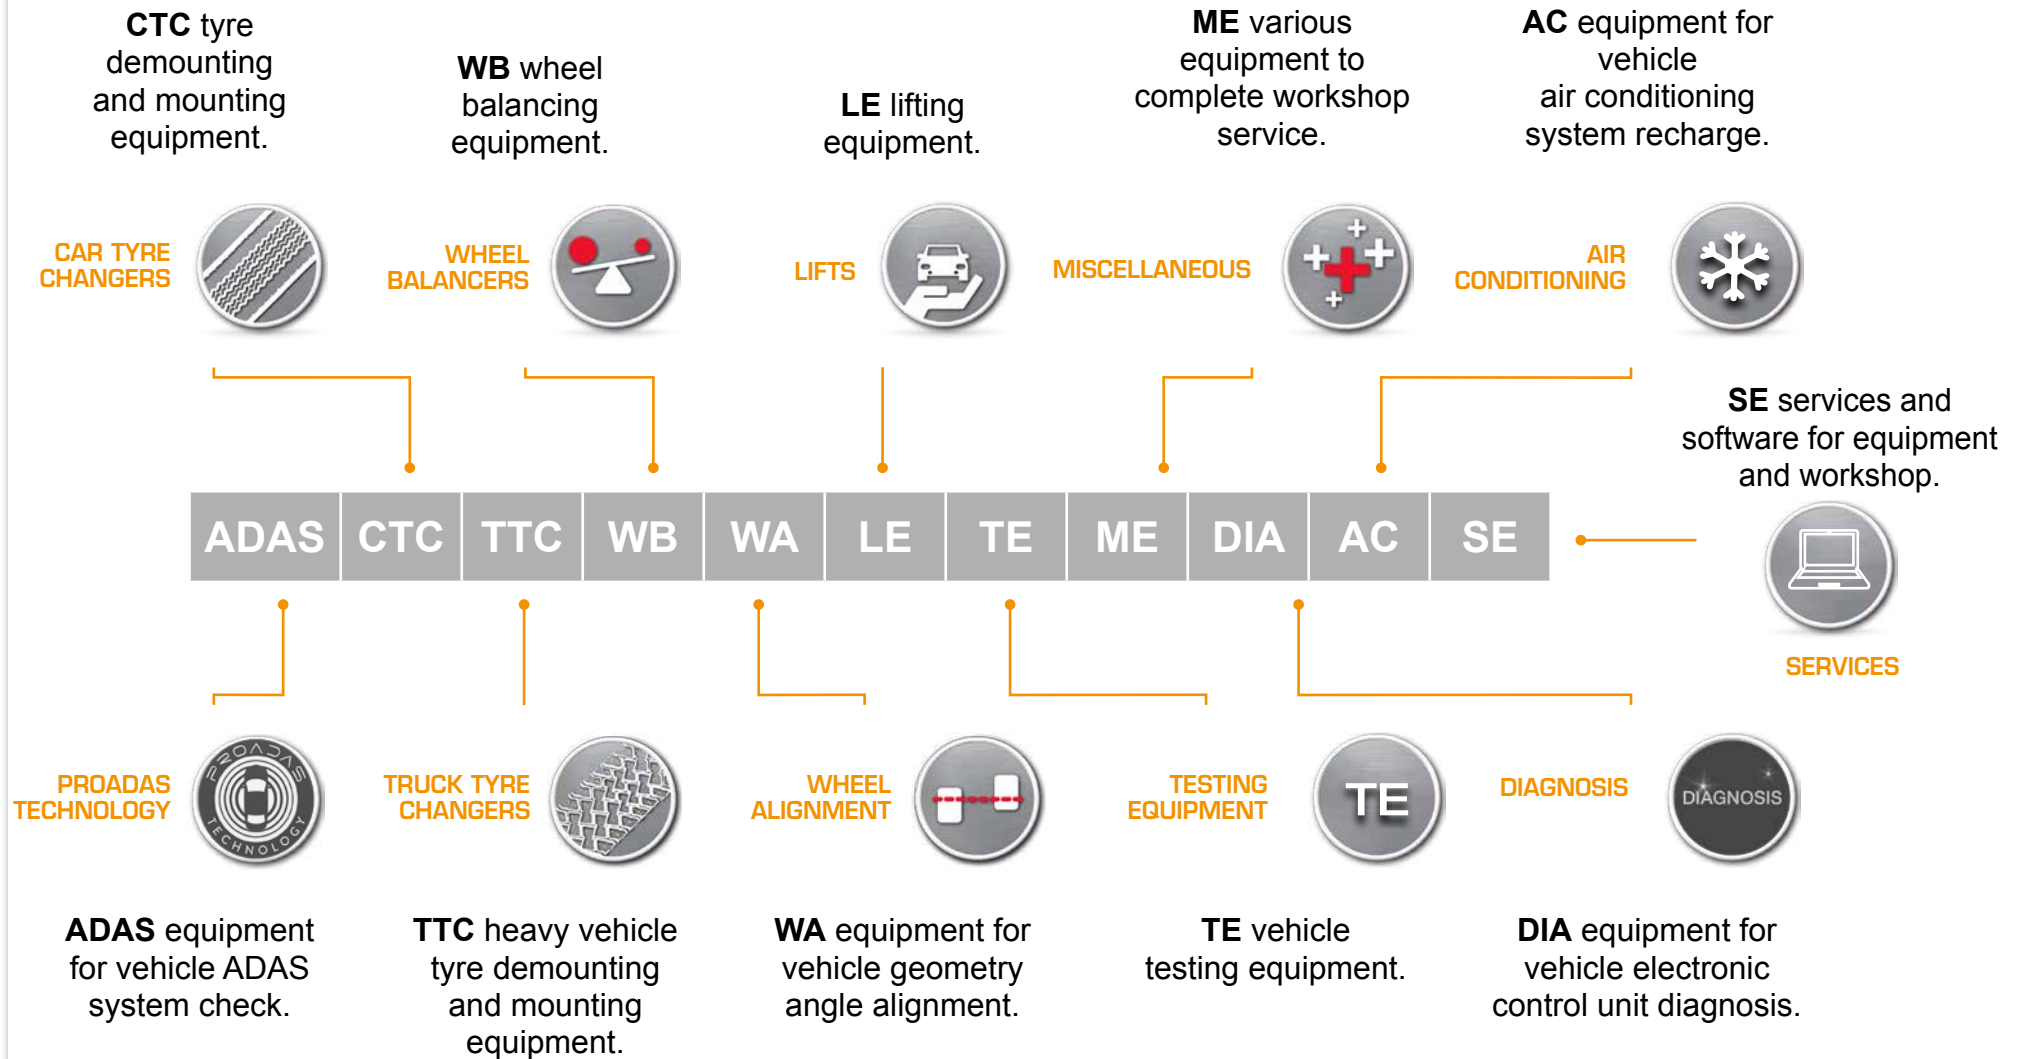 CTC tyre
demounting
and mounting
equipment.
WB wheel
balancing
equipment.
LE lifting
equipment.
ME various
equipment to
complete workshop
service.
AC equipment for
vehicle
air conditioning
system recharge.
CAR TYRE
CHANGERS
WHEEL
BALANCERS
LIFTS
MISCELLANEOUS
AIR
CONDITIONING
SE services and
software for equipment
and workshop.
ADAS CTC TTC WB WA LE TE ME DIA AC SE
SERVICES
PROADAS
TECHNOLOGY
PROADAS
TECHNOLOGY
TRUCK TYRE
CHANGERS
WHEEL
ALIGNMENT
TESTING
EQUIPMENT
TE
DIAGNOSIS
DIAGNOSIS
ADAS equipment
for vehicle ADAS
system check.
TTC heavy vehicle
tyre demounting
and mounting
equipment.
WA equipment for
vehicle geometry
angle alignment.
TE vehicle
testing equipment.
DIA equipment for
vehicle electronic
control unit diagnosis.